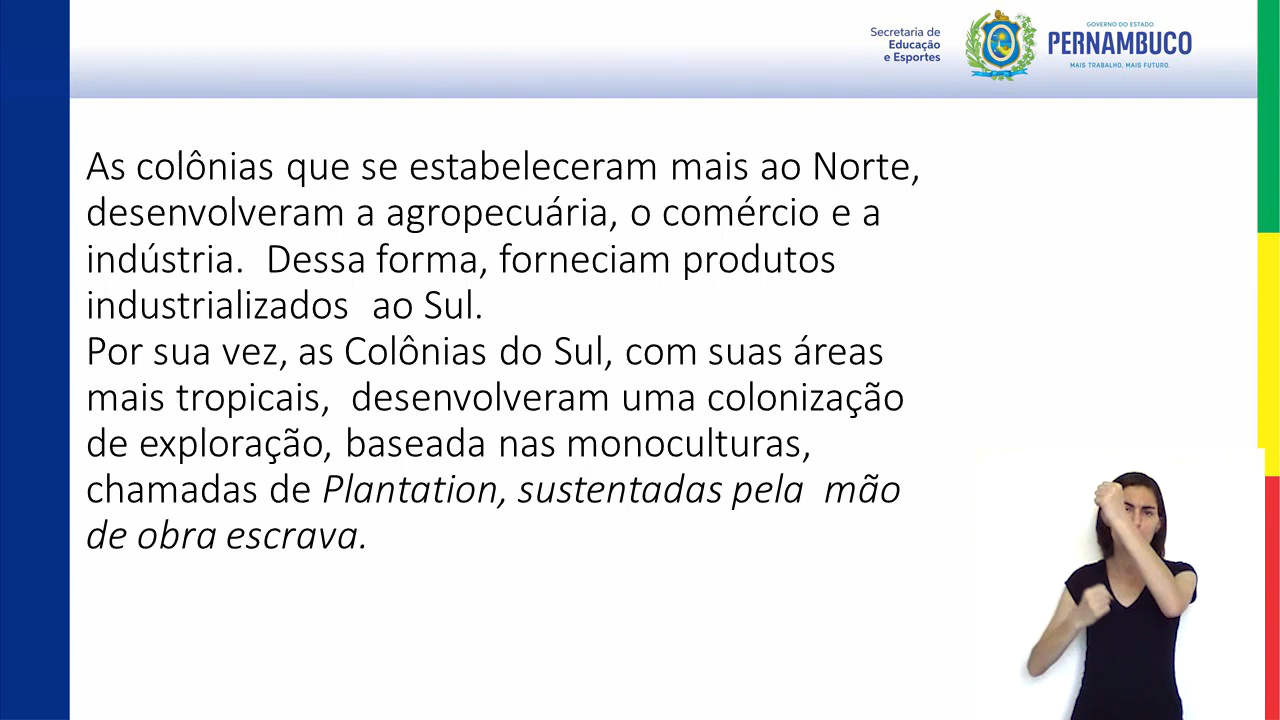 Secretaria de
Educação
e Esportes
GOVERNO DO ESTADO
PERNAMBUCO
MAIS TRABALHO, MAIS FUTURO.
As colônias que se estabeleceram mais ao Norte,
desenvolveram a agropecuária, o comércio e a
indústria.  Dessa forma, forneciam produtos
industrializados  ao Sul.
Por sua vez, as Colônias do Sul, com suas áreas
mais tropicais,  desenvolveram uma colonização
de exploração, baseada nas monoculturas,
chamadas de Plantation, sustentadas pela  mão
de obra escrava.